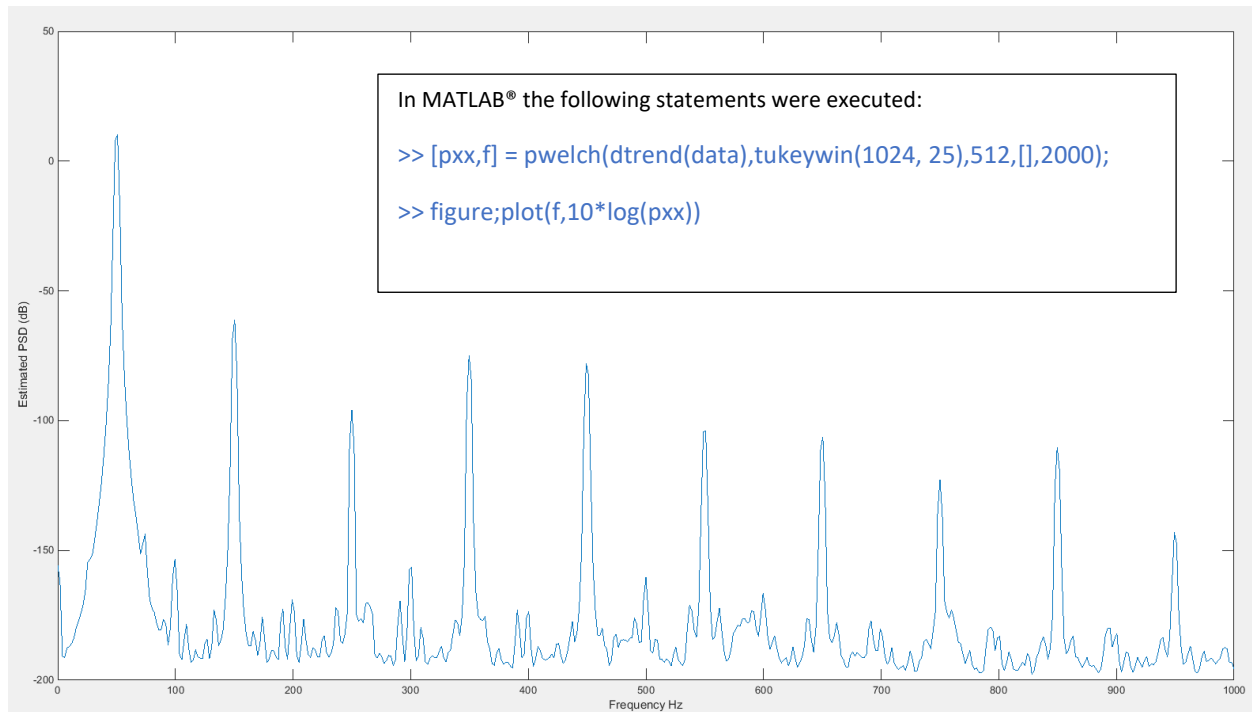 50
0
-50
-100
-150
-200
Estimated PSD (dB)
In MATLAB® the following statements were executed:
>> [pxx,f] = pwelch(dtrend(data),tukeywin(1024, 25),512,[],2000);
>> figure;plot(f,10*log(pxx))
0 100 200 300 400 500 600 700 800 900 1000
Frequency Hz